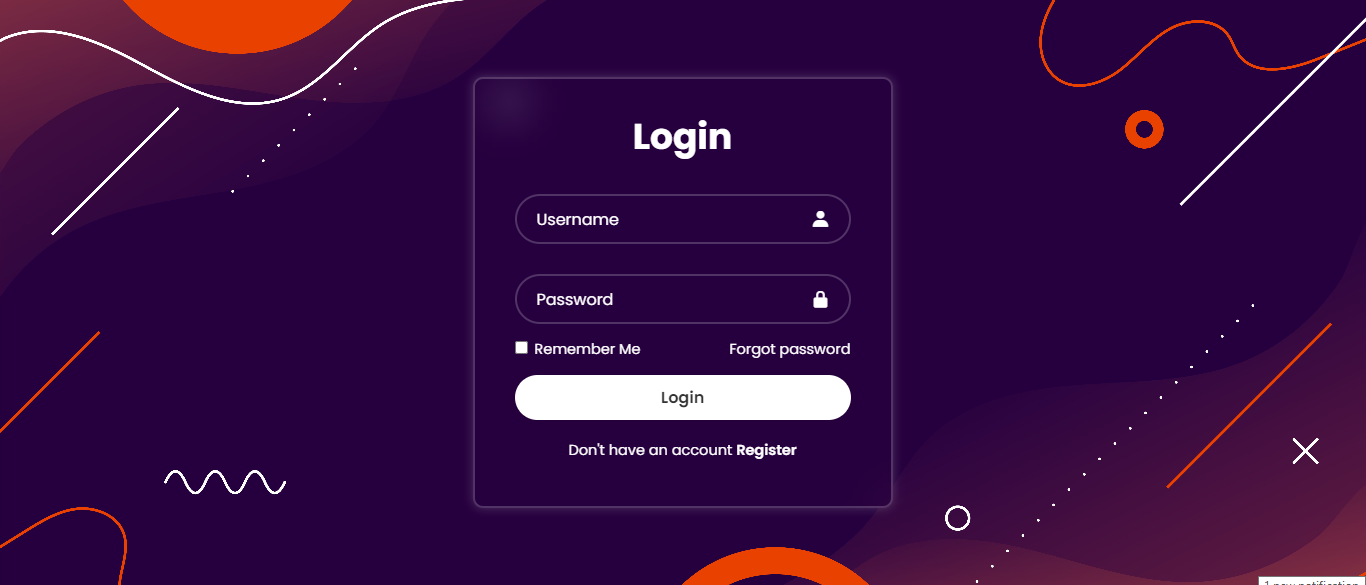 Login
Username
Password
Remember Me Forgot password
Login
Don't have an account Register
1 new notification